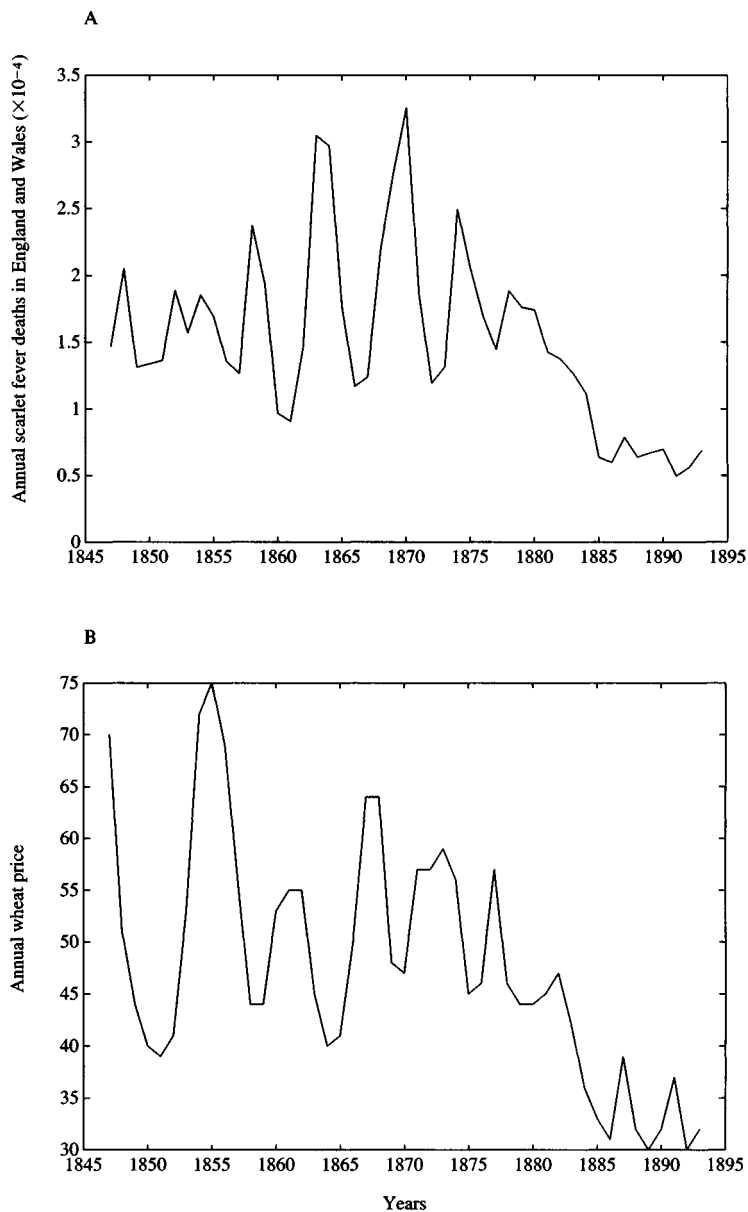 A
Annual scarlet fever deaths in England and Wales (×10−4)
3.5
3
2.5
2
1.5
1
0.5
0
1845 1850 1855 1860 1865 1870 1875 1880 1885 1890 1895
B
Annual wheat price
75
70
65
60
55
50
45
40
35
30
1845 1850 1855 1860 1865 1870 1875 1880 1885 1890 1895
Years